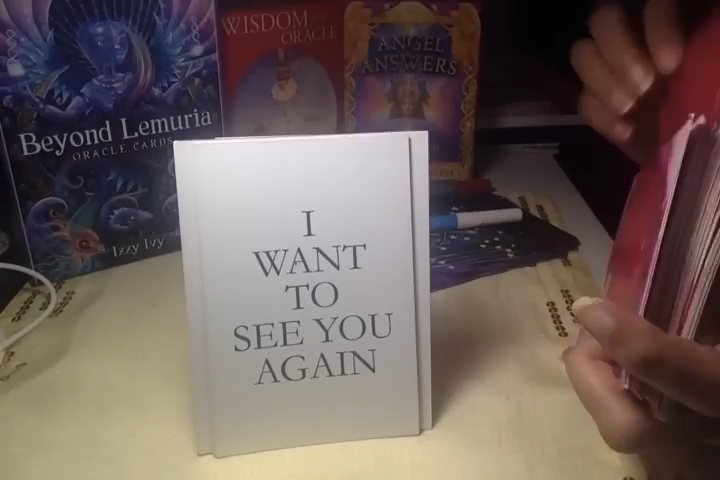 Beyond Lemuria
ORACLE CARDS
Izzy Ivy
WISDOM
ORACLE
ANGEL
ANSWERS
I
WANT
TO
SEE YOU
AGAIN